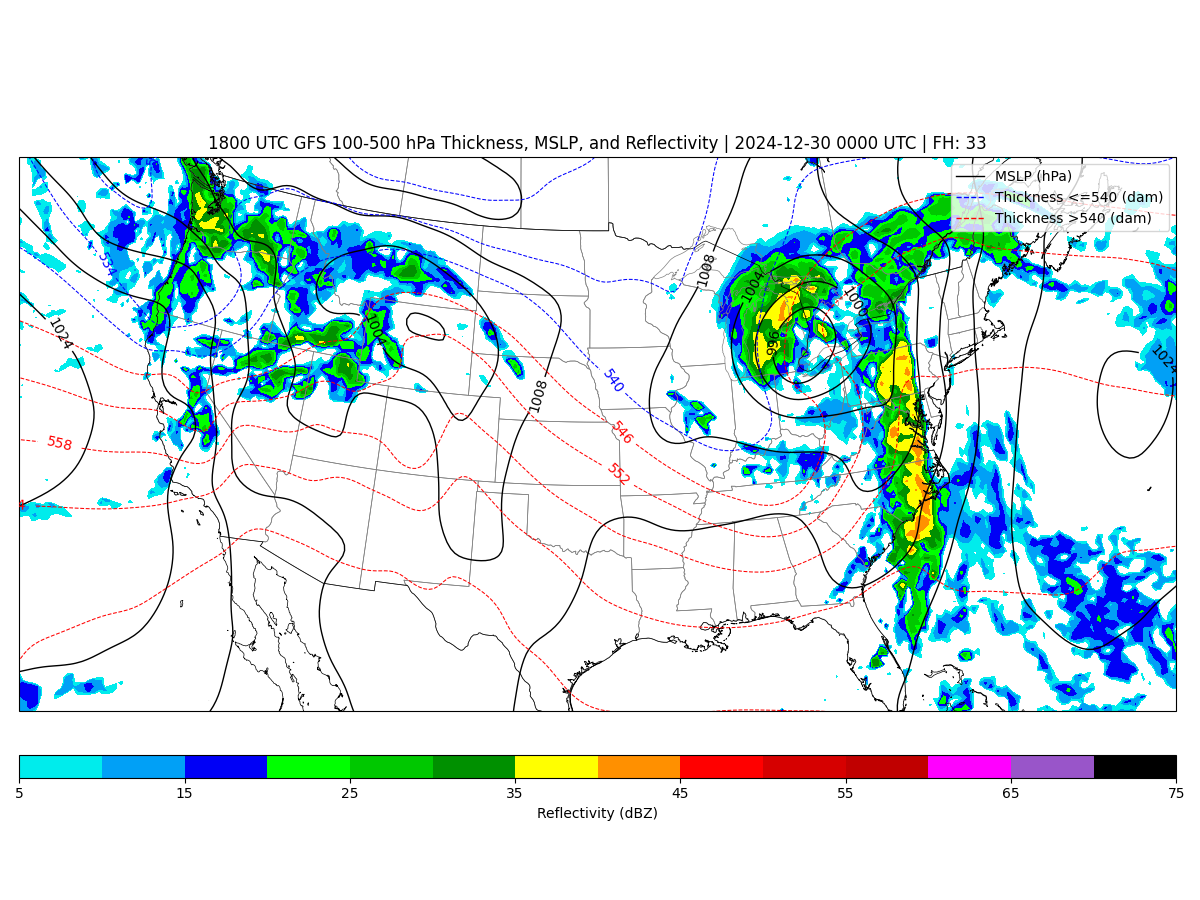 1800 UTC GFS 100-500 hPa Thickness, MSLP, and Reflectivity | 2024-12-30 0000 UTC | FH: 33
MSLP (hPa)
Thickness <=540 (dam)
Thickness >540 (dam)
534
1008
1004
1000
996
1024
1004
1024
540
1008
558
546
552
5 15 25 35 45 55 65 75
Reflectivity (dBZ)